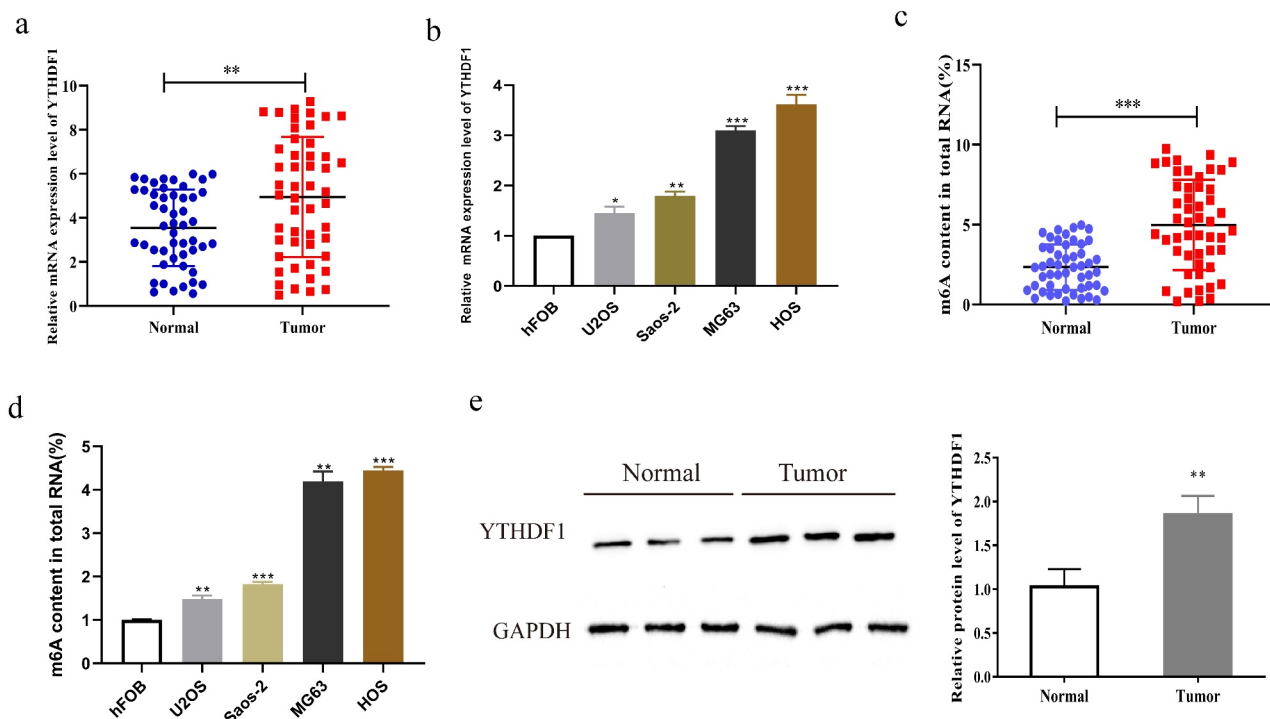 a
Relative mRNA expression level of YTHDF1
10
8
6
4
2
0
**
Normal
Tumor
b
Relative mRNA expression level of YTHDF1
4
3
2
1
0
*
**
***
***
hFOB
U2OS
Saos-2
MG63
HOS
c
m6A content in total RNA(%)
15
10
5
0
***
Normal
Tumor
d
m6A content in total RNA(%)
5
4
3
2
1
0
**
***
**
***
hFOB
U2OS
Saos-2
MG63
HOS
e
Normal
Tumor
YTHDF1
GAPDH
Relative protein level of YTHDF1
2.5
2.0
1.5
1.0
0.5
0.0
**
Normal
Tumor